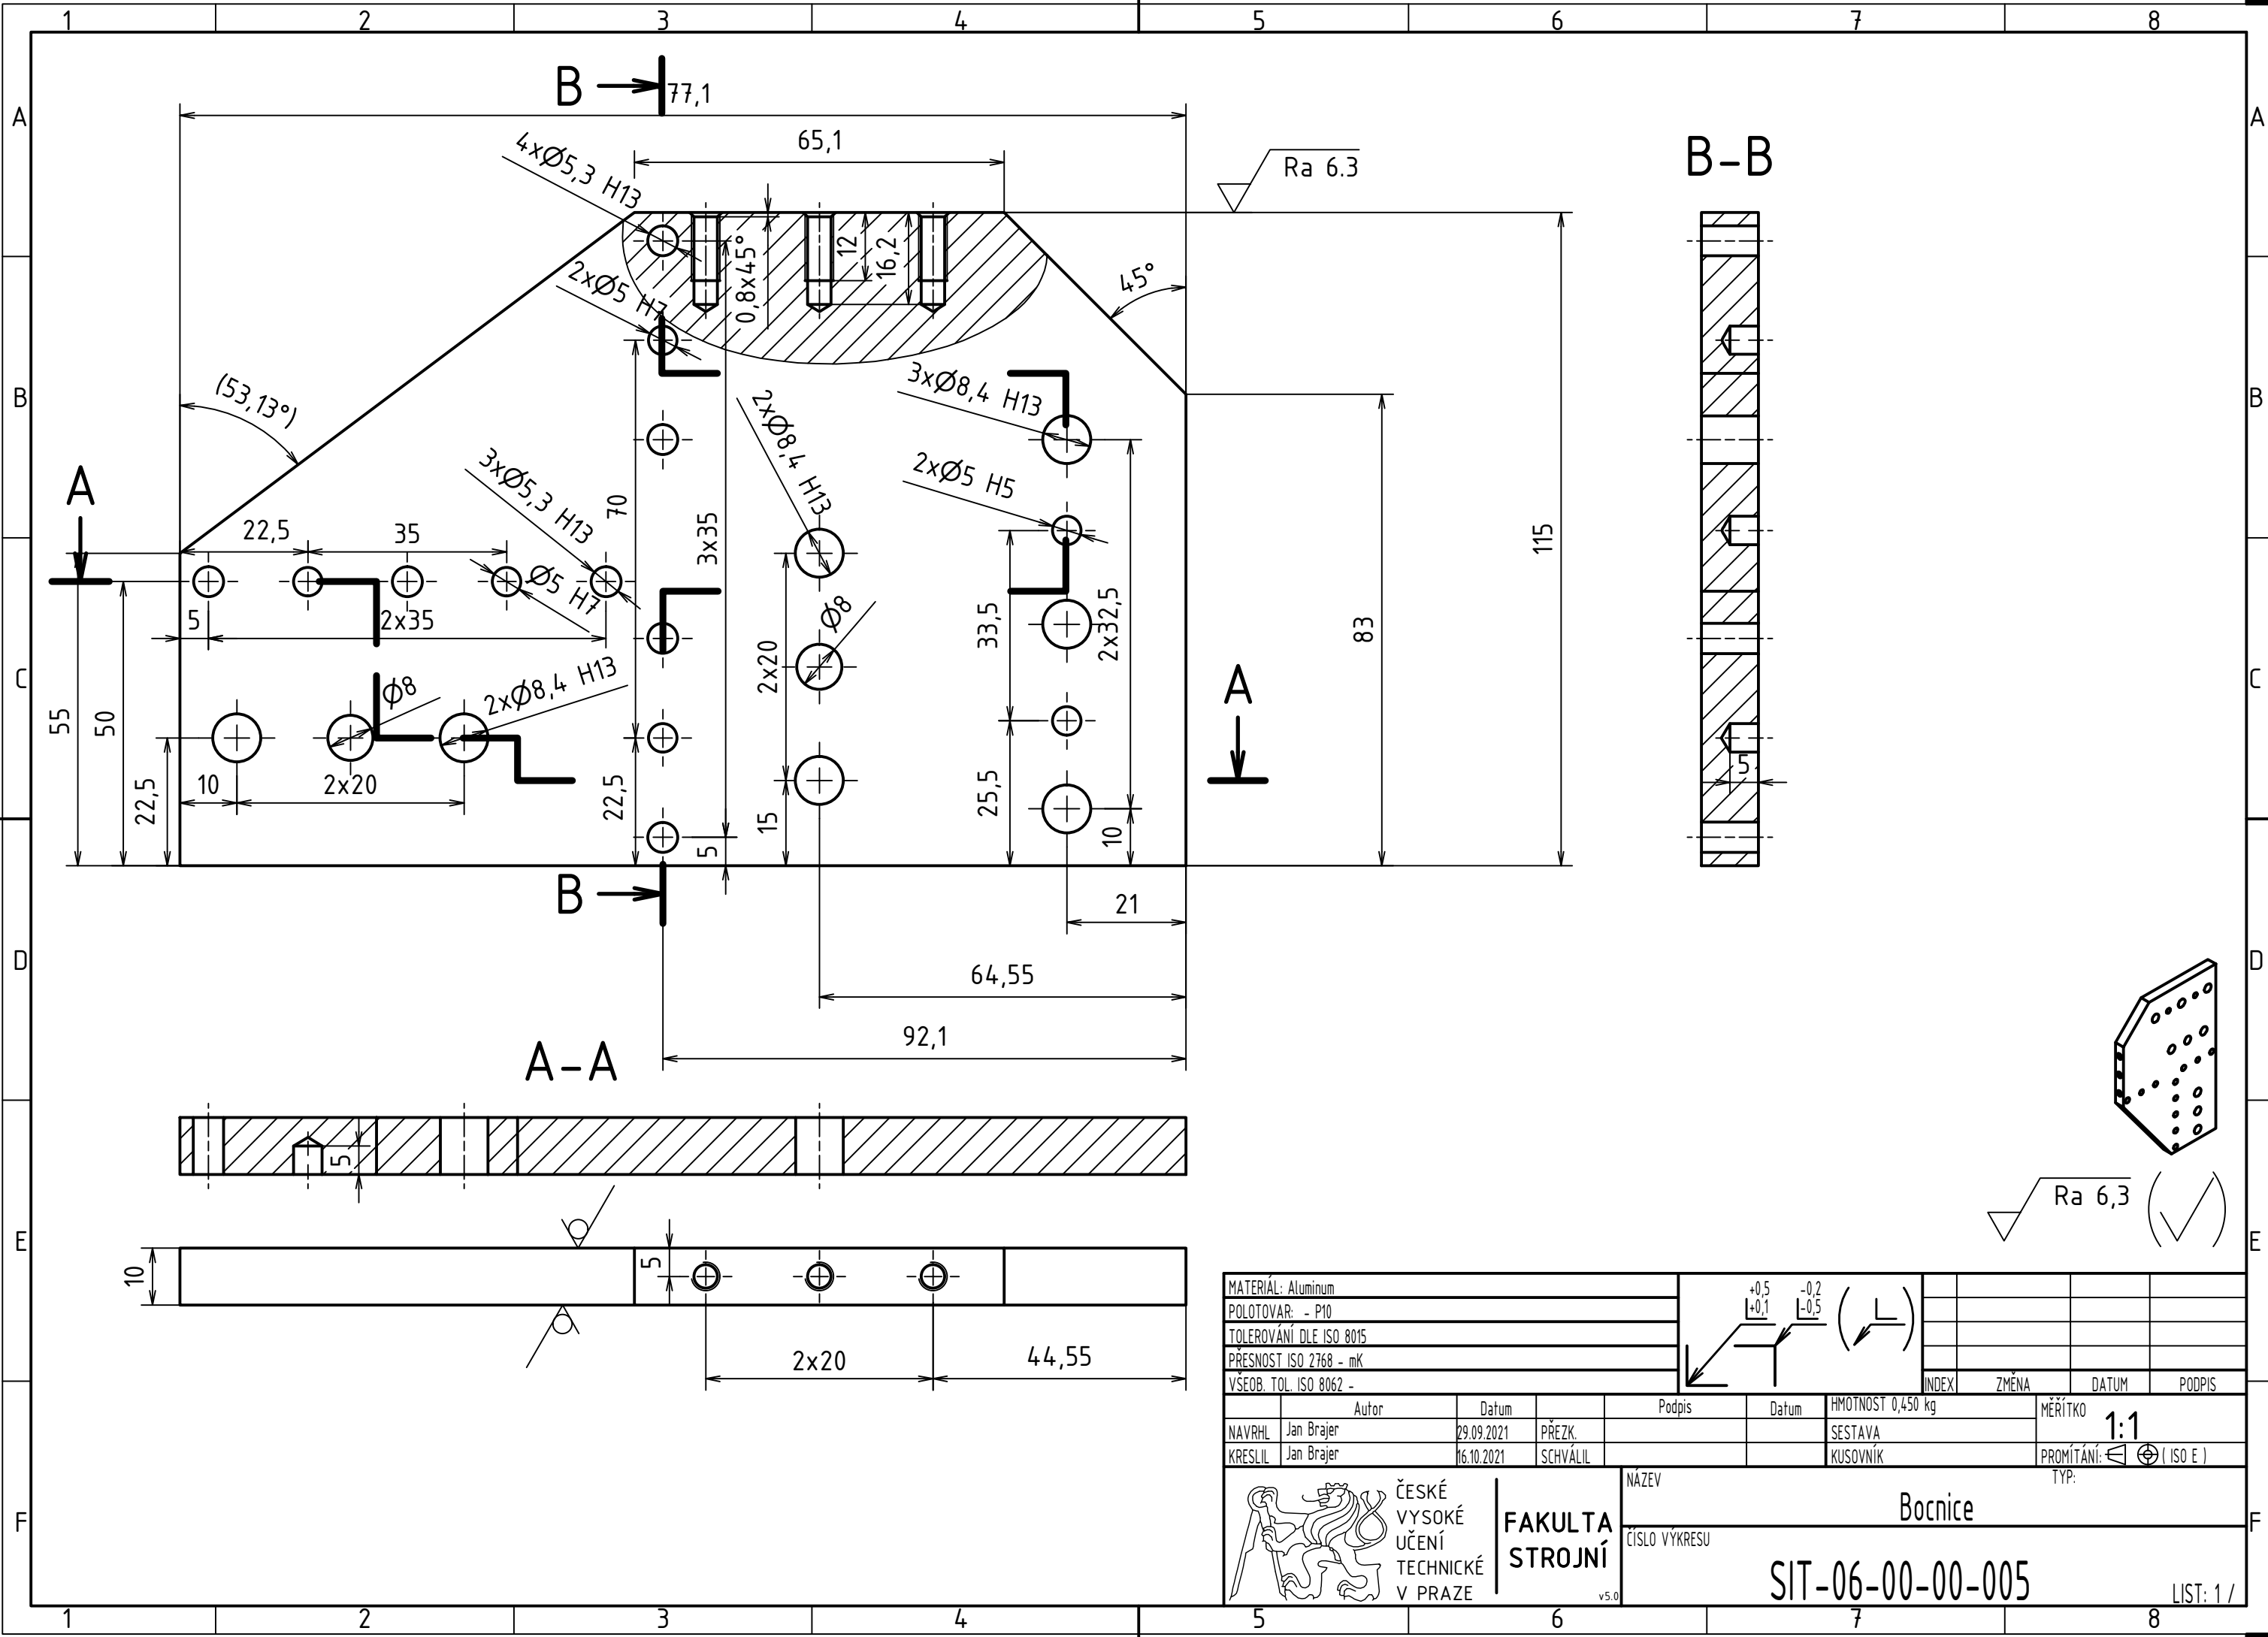 1 2 3 4 5 6 7 8
A A
B B
C C
D D
E E
F F
B
77,1
65,1
4xØ5,3 H13
Ra 6.3
B-B
2xØ5 H7
0,8x45°
12
16,2
45°
(53,13°)
3xØ8,4 H13
2xØ8,4 H13
2xØ5 H5
3xØ5,3 H13
A
70
3x35
115
22,5
35
Ø5 H7
5
2x35
Ø8
33,5
2x32,5
83
2x20
55
50
Ø8
2xØ8,4 H13
A
22,5
10
2x20
22,5
15
25,5
10
5
5
B
21
64,55
92,1
A-A
5
10
5
2x20
44,55
Ra 6,3
MATERIÁL: Aluminum
POLOTOVAR: - P10
TOLEROVÁNÍ DLE ISO 8015
PŘESNOST ISO 2768 - mK
VŠEOB. TOL. ISO 8062 -
+0,5
+0,1
-0,2
-0,5
INDEX ZMĚNA DATUM PODPIS
Autor Datum Podpis Datum
HMOTNOST 0,450 kg
MĚŘÍTKO
1:1
NAVRHL Jan Brajer 29.09.2021 PŘEZK.
SESTAVA
KRESLIL Jan Brajer 16.10.2021 SCHVÁLIL
KUSOVNÍK
PROMÍTÁNÍ: ( ISO E )
ČESKÉ
VYSOKÉ
UČENÍ
TECHNICKÉ
V PRAZE
FAKULTA
STROJNÍ
v5.0
NÁZEV
TYP:
Bocnice
ČÍSLO VÝKRESU
SIT-06-00-00-005
LIST: 1 /
1 2 3 4 5 6 7 8